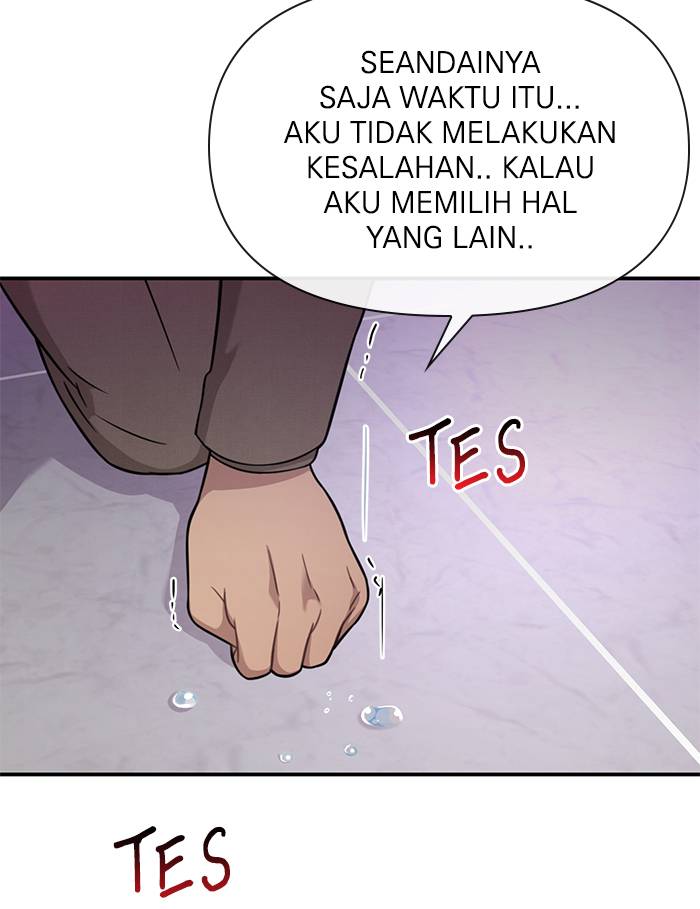 SEANDAINYA
SAJA WAKTU ITU...
AKU TIDAK MELAKUKAN
KESALAHAN.. KALAU
AKU MEMILIH HAL
YANG LAIN..
TES
TES